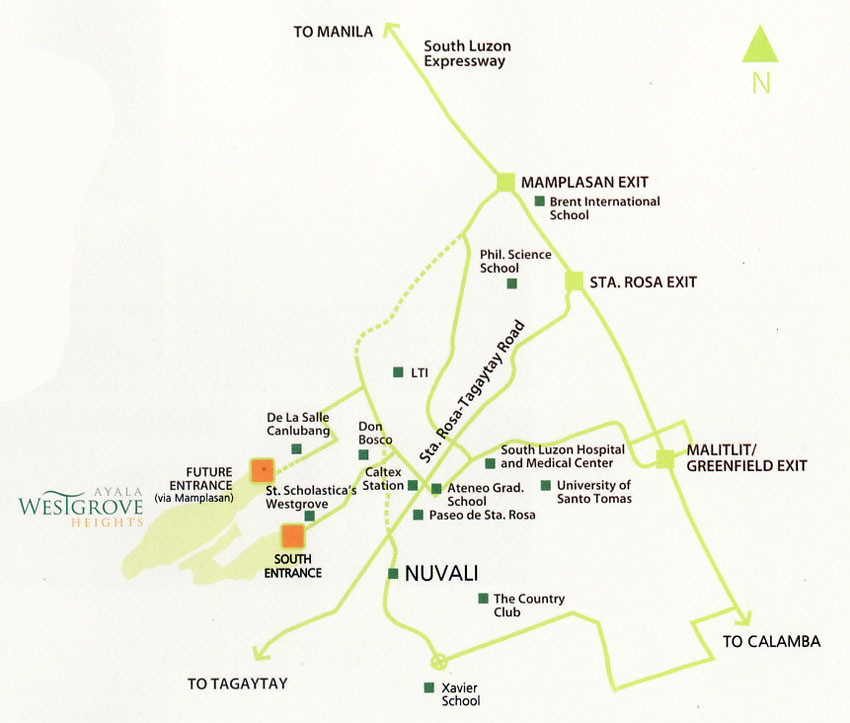 TO MANILA
South Luzon
Expressway
N
MAMPLASAN EXIT
Brent International
School
Phil. Science
School
STA. ROSA EXIT
Sta. Rosa-Tagaytay Road
LTI
De La Salle
Canlubang
Don
Bosco
South Luzon Hospital
and Medical Center
MALITLIT/
GREENFIELD EXIT
FUTURE
ENTRANCE
(via Mamplasan)
Caltex
Station
St. Scholastica's
Westgrove
Ateneo Grad.
School
University of
Santo Tomas
AYALA
WESTGROVE
HEIGHTS
Paseo de Sta. Rosa
SOUTH
ENTRANCE
NUVALI
The Country
Club
TO CALAMBA
TO TAGAYTAY
Xavier
School